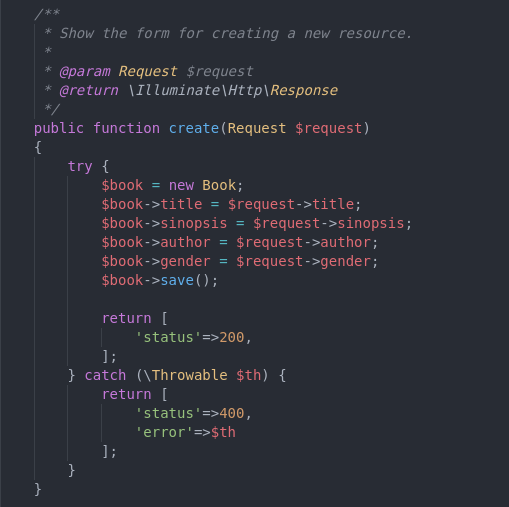 /**
 * Show the form for creating a new resource.
 *
 * @param Request $request
 * @return \Illuminate\Http\Response
 */
public function create(Request $request)
{
    try {
        $book = new Book;
        $book->title = $request->title;
        $book->sinopsis = $request->sinopsis;
        $book->author = $request->author;
        $book->gender = $request->gender;
        $book->save();

        return [
            'status'=>200,
        ];
    } catch (\Throwable $th) {
        return [
            'status'=>400,
            'error'=>$th
        ];
    }
}